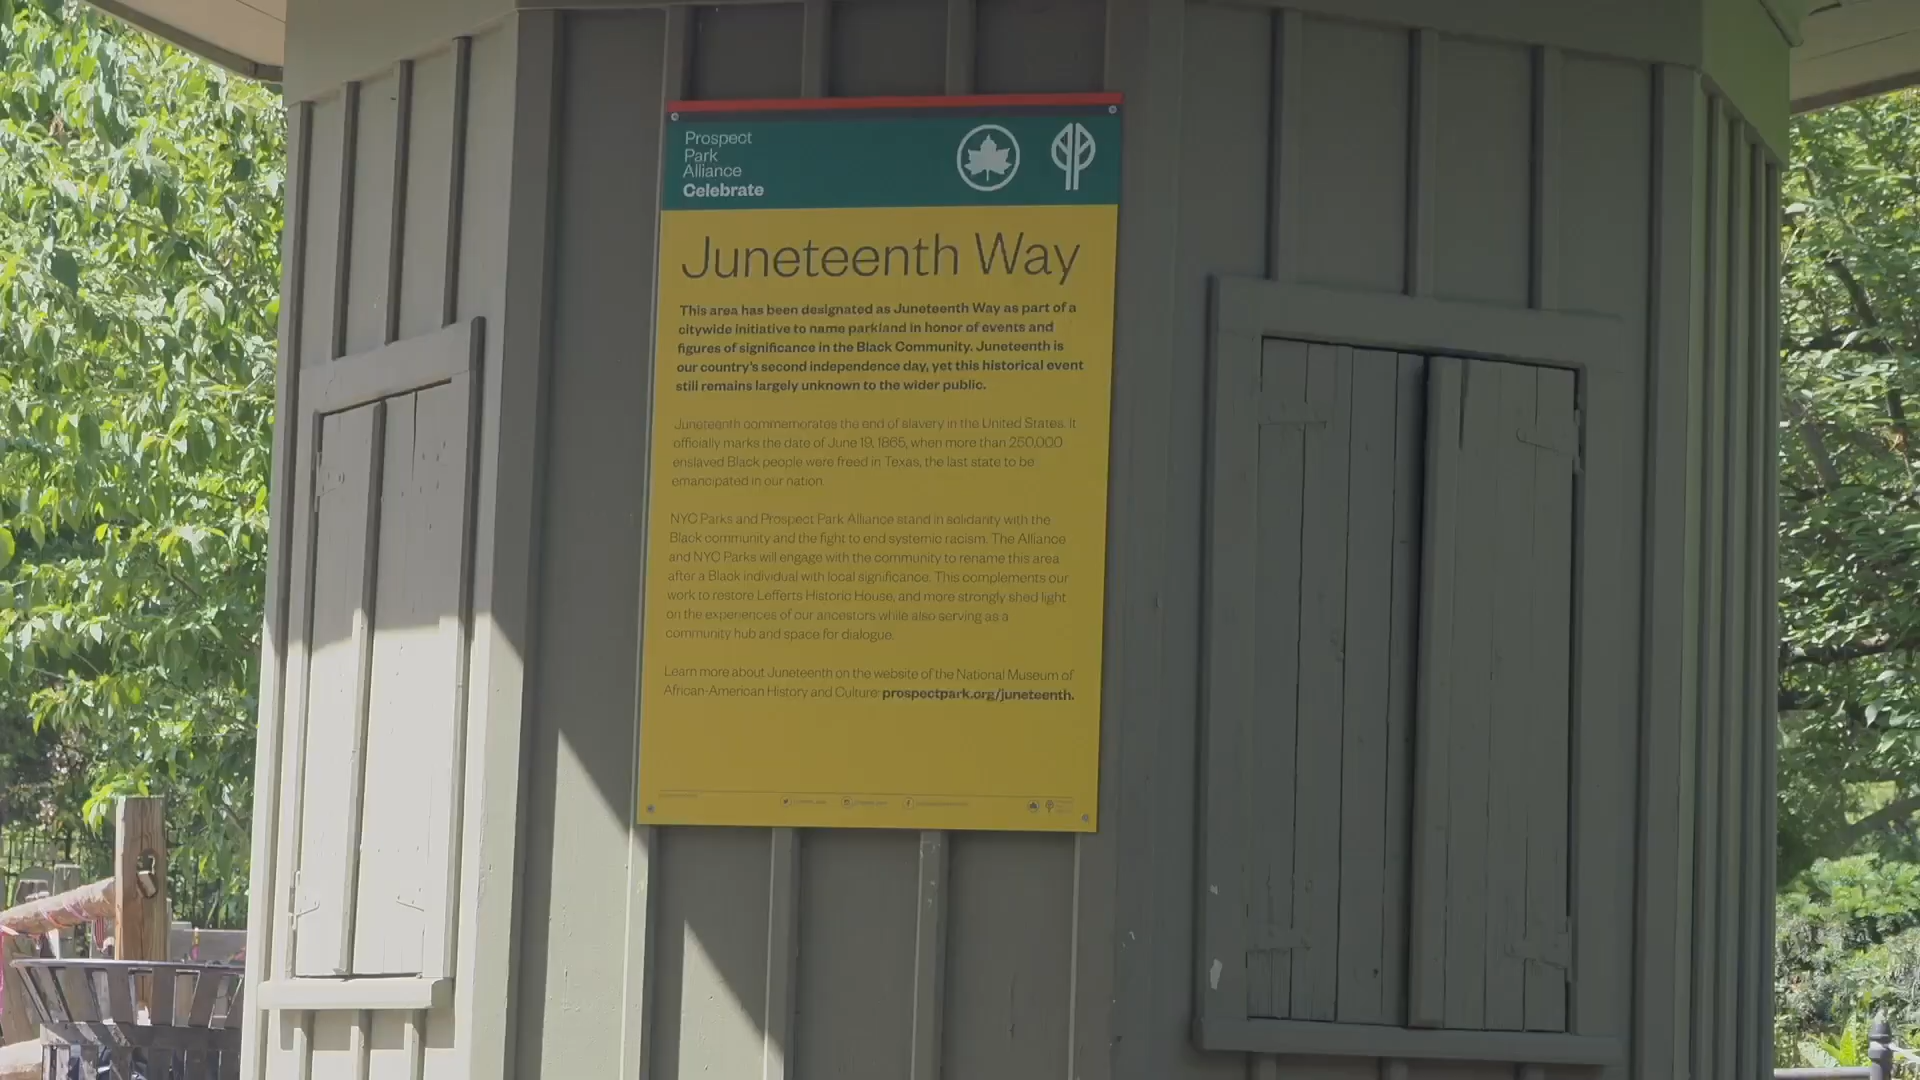 Prospect
Park
Alliance
Celebrate
Juneteenth Way
This area has been designated as Juneteenth Way as part of a
citywide initiative to name parkland in honor of events and
figures of significance in the Black Community. Juneteenth is
our country's second independence day, yet this historical event
still remains largely unknown to the wider public.
Juneteenth commemorates the end of slavery in the United States. It
officially marks the date of June 19, 1865, when more than 250,000
enslaved Black people were freed in Texas, the last state to be
emancipated in our nation.
NYC Parks and Prospect Park Alliance stand in solidarity with the
Black community and the fight to end systemic racism. The Alliance
and NYC Parks will engage with the community to rename this area
after a Black individual with local significance. This complements our
work to restore Lefferts Historic House, and more strongly shed light
on the experiences of our ancestors while also serving as a
community hub and space for dialogue.
Learn more about Juneteenth on the website of the National Museum of
African-American History and Culture: prospectpark.org/juneteenth.